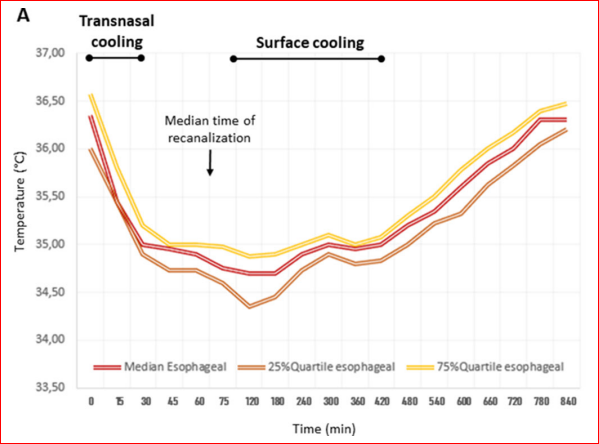 A
Transnasal
cooling
Surface cooling
Median time of
recanalization
Temperature (°C)
37,00
36,50
36,00
35,50
35,00
34,50
34,00
33,50
Median Esophageal
25%Quartile esophageal
75%Quartile esophageal
0 15 30 45 60 75 120 180 240 300 360 420 480 540 600 660 720 780 840
Time (min)